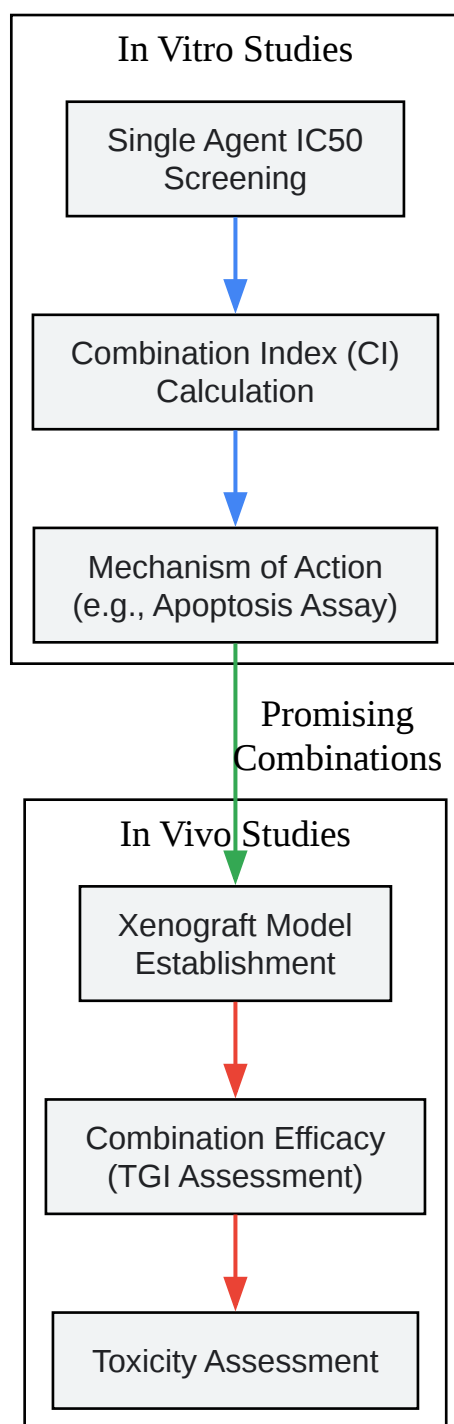 In Vitro Studies
Single Agent IC50
Screening
Combination Index (CI)
Calculation
Mechanism of Action
(e.g., Apoptosis Assay)
Promising
Combinations
In Vivo Studies
Xenograft Model
Establishment
Combination Efficacy
(TGI Assessment)
Toxicity Assessment